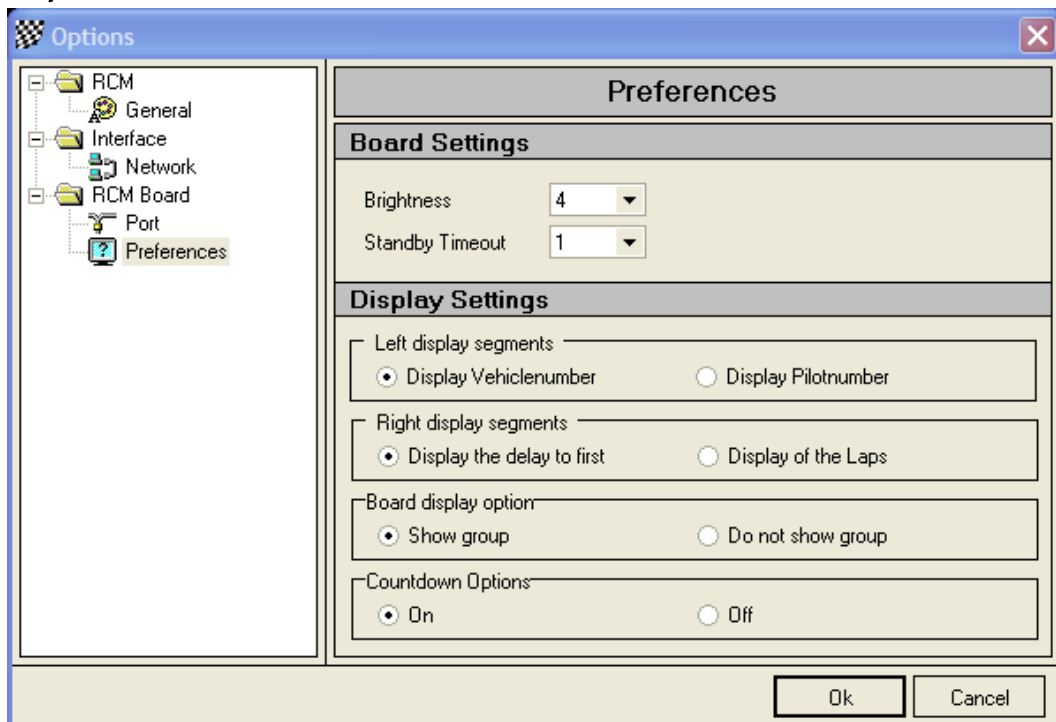 Options
RCM
General
Interface
Network
RCM Board
Port
Preferences
Preferences
Board Settings
Brightness 4
Standby Timeout 1
Display Settings
Left display segments
Display Vehiclenumber Display Pilotnumber
Right display segments
Display the delay to first Display of the Laps
Board display option
Show group Do not show group
Countdown Options
On Off
Ok Cancel